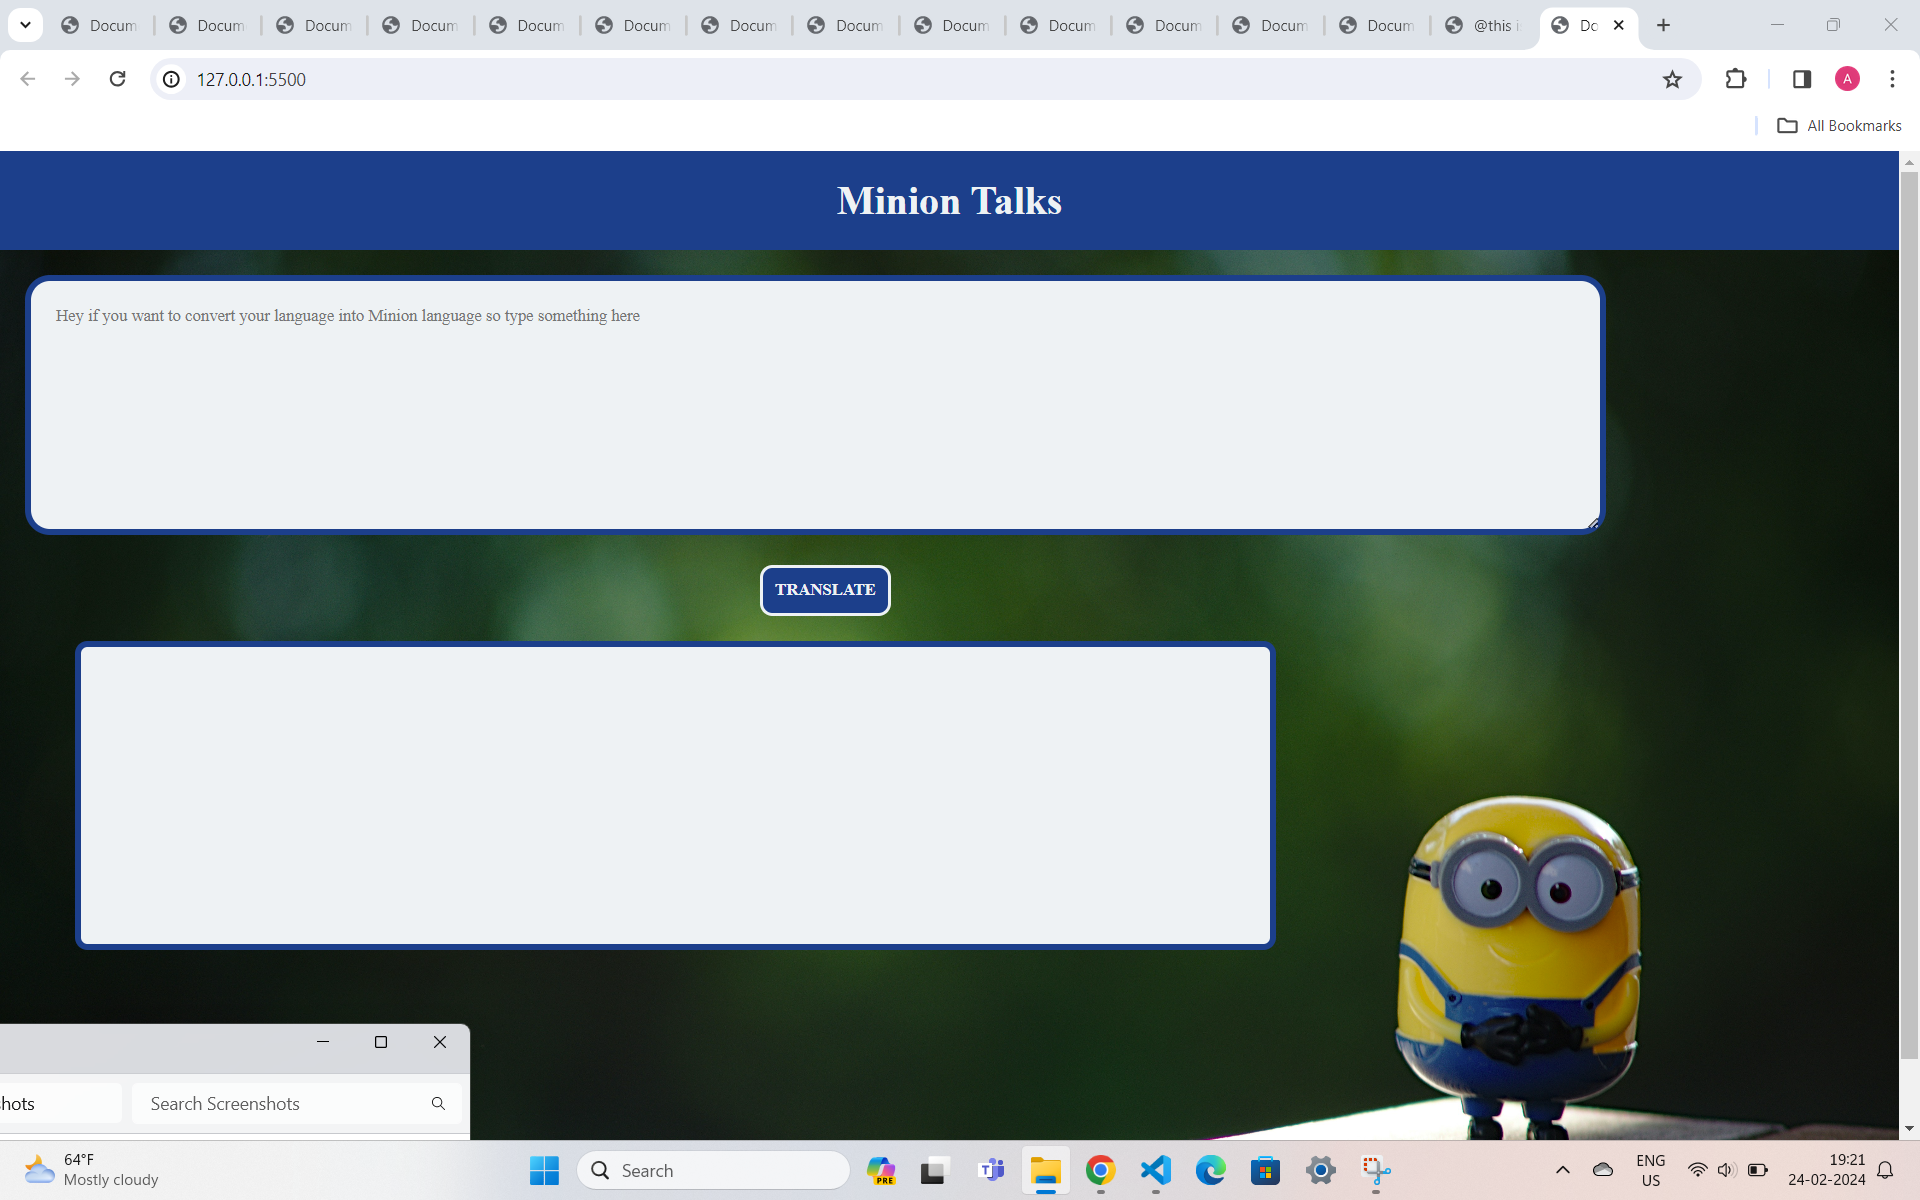 Docum
Docum
Docum
Docum
Docum
Docum
Docum
Docum
Docum
Docum
Docum
Docum
Docum
@this i
Do
127.0.0.1:5500
A
All Bookmarks
Minion Talks
Hey if you want to convert your language into Minion language so type something here
TRANSLATE
hots
Search Screenshots
64°F
Mostly cloudy
Search
PRE
ENG
US
19:21
24-02-2024